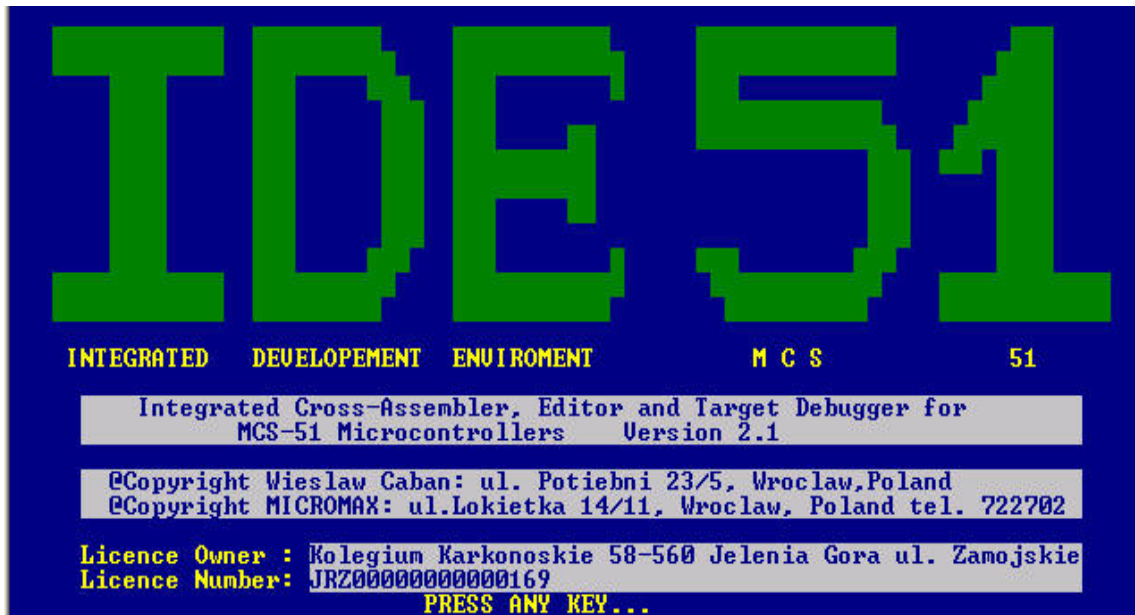 IDE 51
INTEGRATED DEVELOPEMENT ENVIROMENT M C S 51
Integrated Cross-Assembler, Editor and Target Debugger for
MCS-51 Microcontrollers Version 2.1
@Copyright Wieslaw Caban: ul. Potiebni 23/5, Wroclaw,Poland
@Copyright MICROMAX: ul.Lokietka 14/11, Wroclaw, Poland tel. 722702
Licence Owner : Kolegium Karkonoskie 58-560 Jelenia Gora ul. Zamojskie
Licence Number: JRZ00000000000169
PRESS ANY KEY...